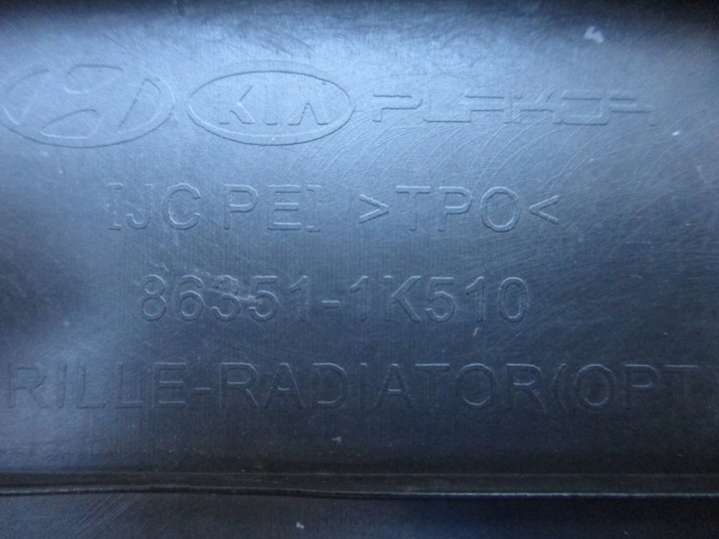 KIA PLAKOR
[JC PE] >TPO<
86351-1K510
RILLE-RADIATOR(OPT